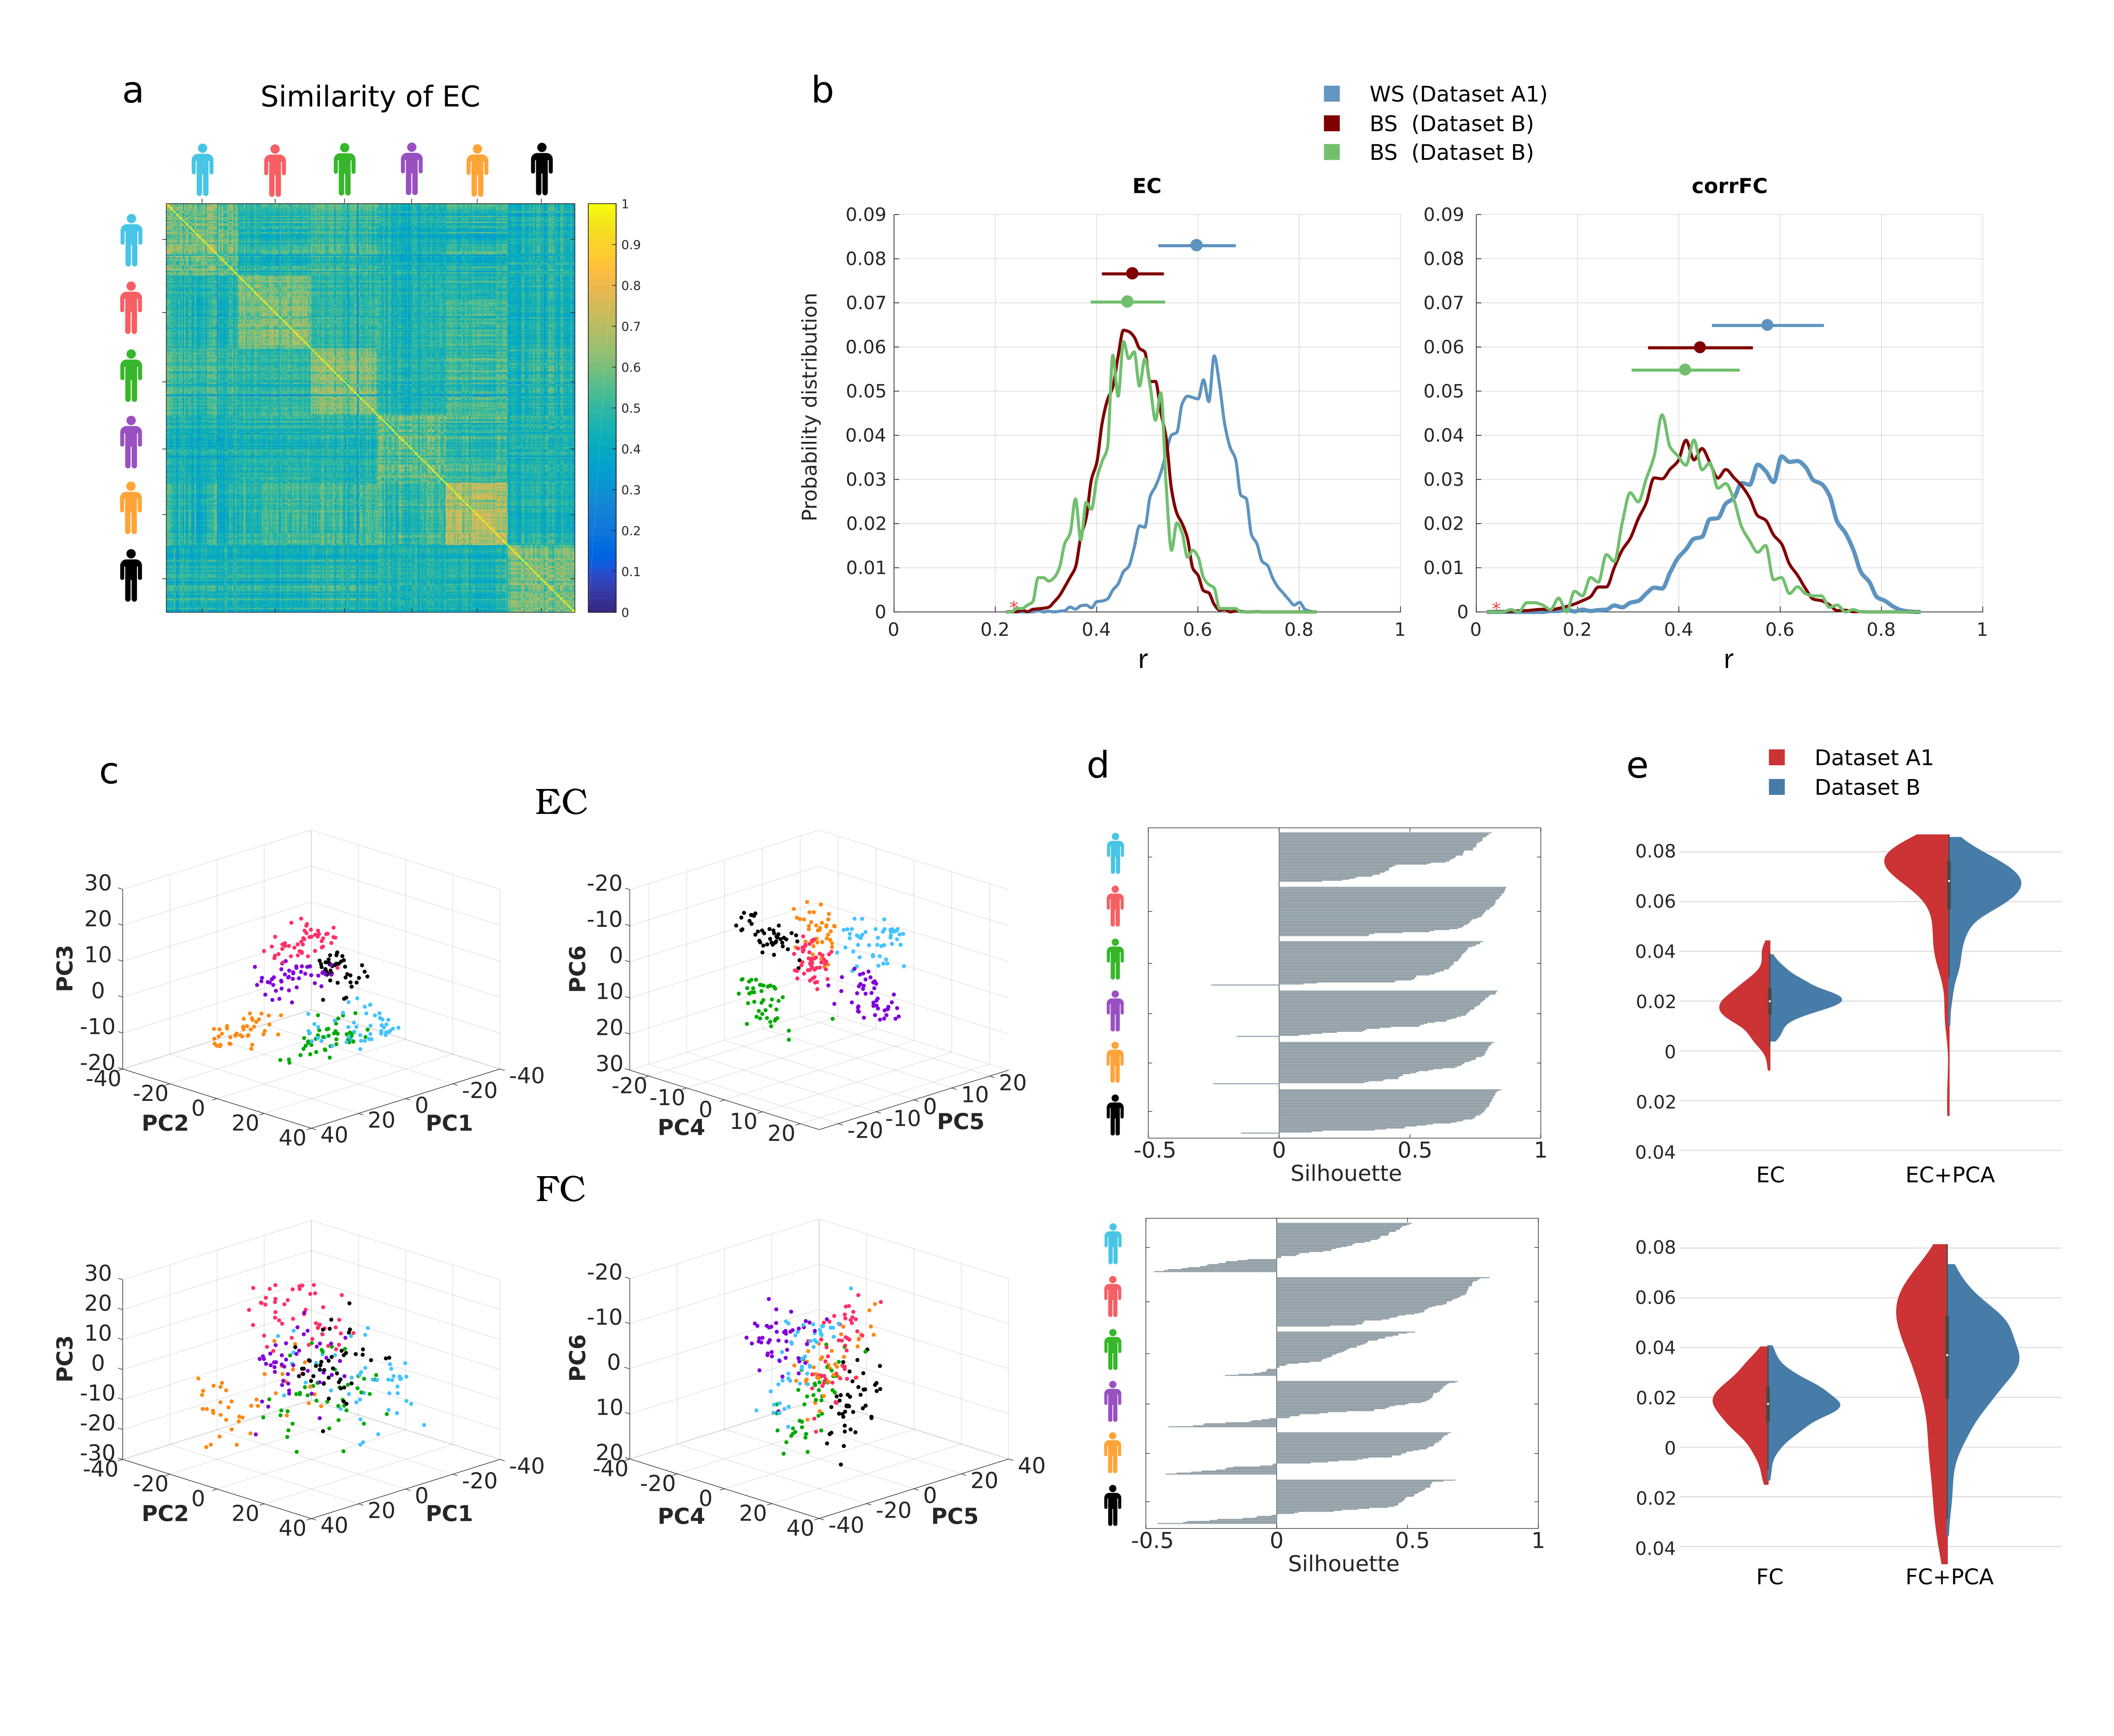 a
Similarity of EC
1
0.9
0.8
0.7
0.6
0.5
0.4
0.3
0.2
0.1
0
b
WS (Dataset A1)
BS (Dataset B)
BS (Dataset B)
EC
Probability distribution
0.09
0.08
0.07
0.06
0.05
0.04
0.03
0.02
0.01
0
*
0 0.2 0.4 0.6 0.8 1
r
corrFC
0.09
0.08
0.07
0.06
0.05
0.04
0.03
0.02
0.01
0
*
0 0.2 0.4 0.6 0.8 1
r
c
EC
PC3
30
20
10
0
-10
-20
-40 -20 0 20 40
PC2
40 20 0 -20 -40
PC1
PC6
-20
-10
0
10
20
30
-20 -10 0 10 20
PC4
-20 -10 0 10 20
PC5
FC
PC3
30
20
10
0
-10
-20
-30
-40 -20 0 20 40
PC2
40 20 0 -20 -40
PC1
PC6
-20
-10
0
10
20
-40 -20 0 20 40
PC4
-40 -20 0 20 40
PC5
d
-0.5 0 0.5 1
Silhouette
-0.5 0 0.5 1
Silhouette
e
Dataset A1
Dataset B
0.08
0.06
0.04
0.02
0
0.02
0.04
EC EC+PCA
0.08
0.06
0.04
0.02
0
0.02
0.04
FC FC+PCA